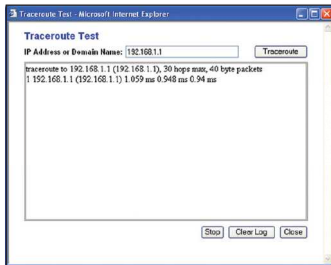 Traceroute Test - Microsoft Internet Explorer
Traceroute Test
IP Address or Domain Name: 192.168.1.1 Traceroute
traceroute to 192.168.1.1 (192.168.1.1), 30 hops max, 40 byte packets
1 192.168.1.1 (192.168.1.1) 1.059 ms 0.948 ms 0.94 ms
Stop Clear Log Close